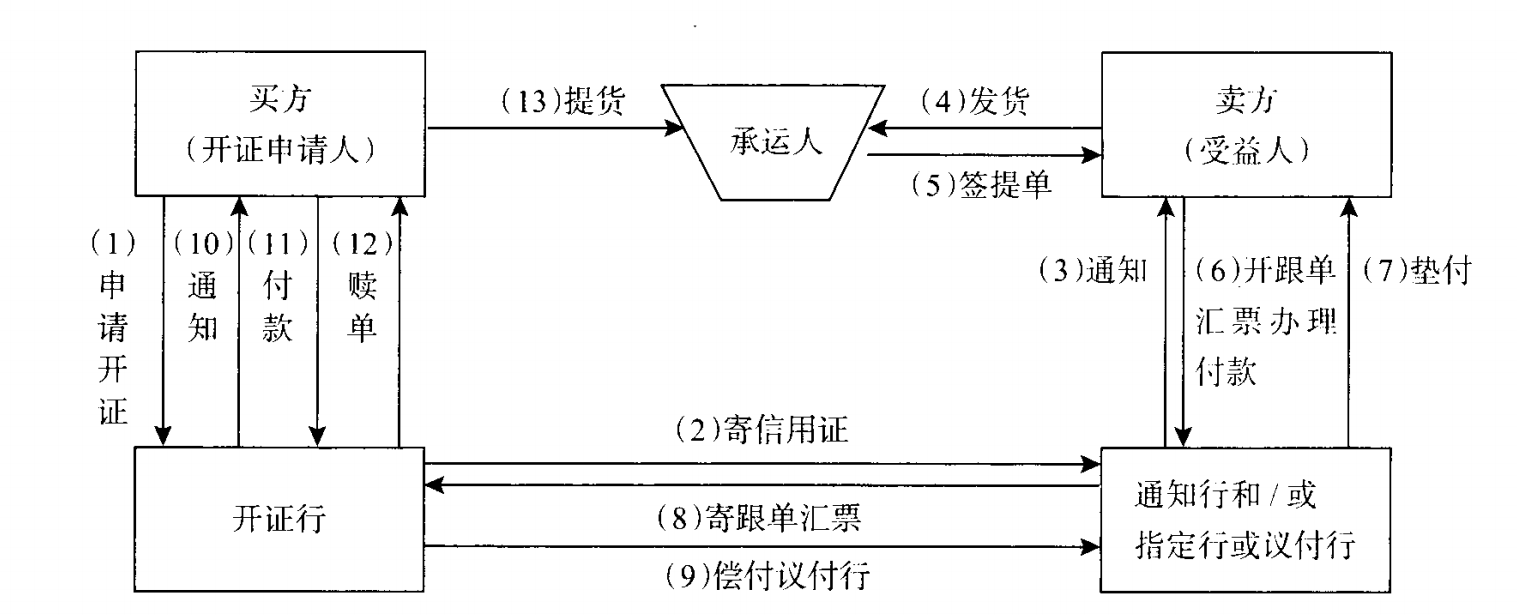 买方
（开证申请人）
(13)提货
承运人
(4)发货
(5)签提单
卖方
（受益人）
(1)
申
请
开
证
(10)
通
知
(11)
付
款
(12)
赎
单
(3)通知
(6)开跟单
汇票办理
付款
(7)垫付
(2)寄信用证
(8)寄跟单汇票
(9)偿付议付行
开证行
通知行和/或
指定行或议付行